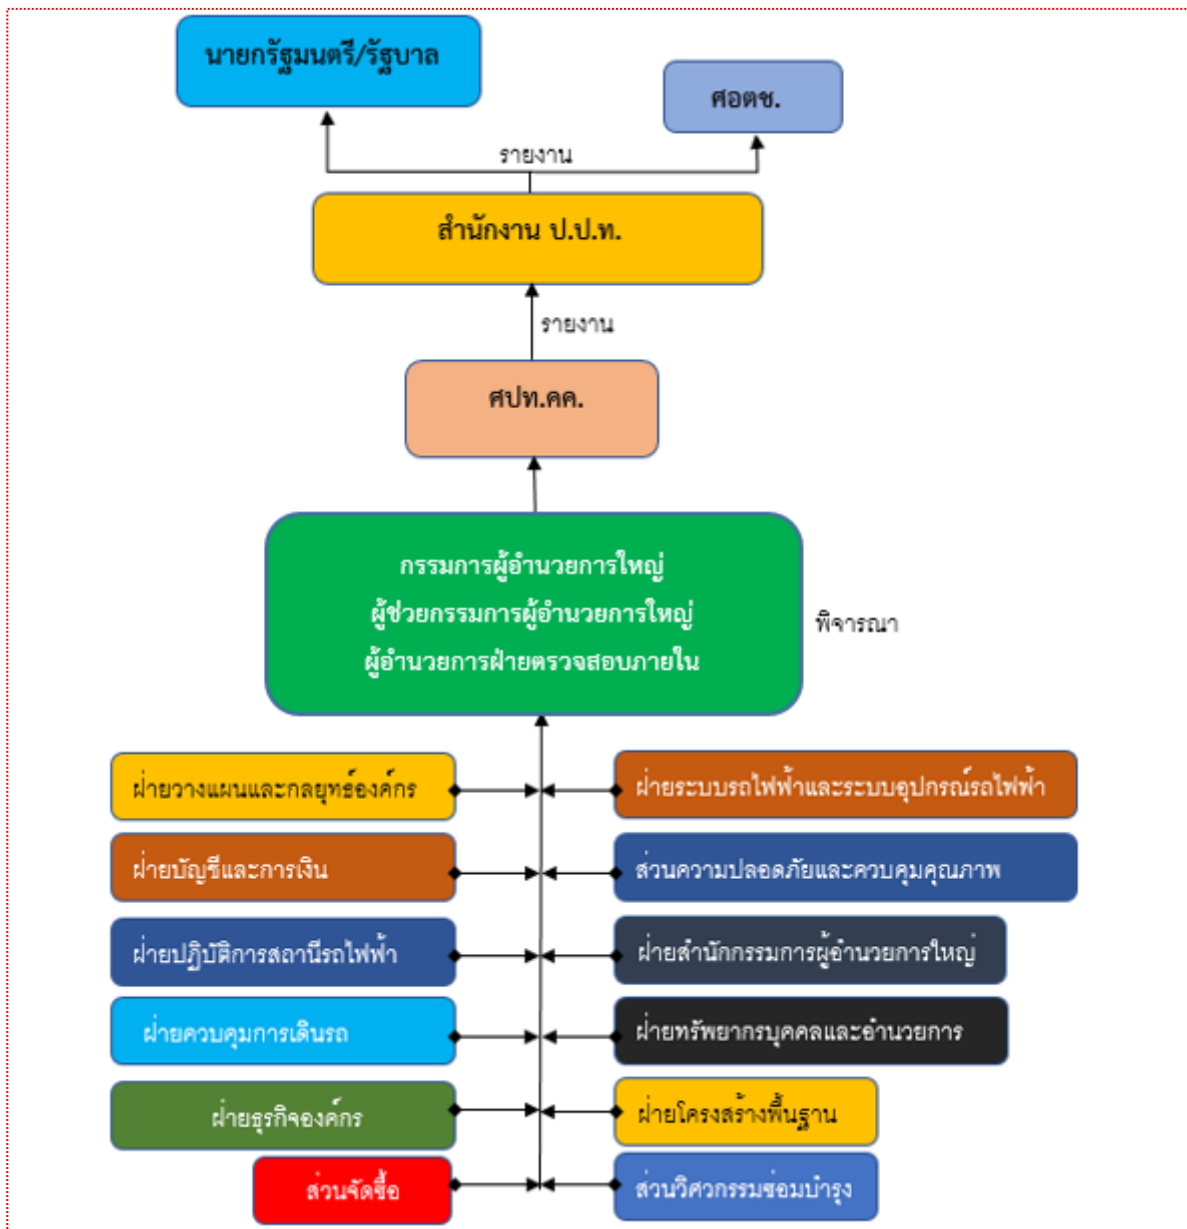 นายกรัฐมนตรี/รัฐบาล
ศอตช.
รายงาน
สำนักงาน ป.ป.ท.
รายงาน
ศปท.คค.
กรรมการผู้อำนวยการใหญ่
ผู้ช่วยกรรมการผู้อำนวยการใหญ่
ผู้อำนวยการฝ่ายตรวจสอบภายใน
พิจารณา
ฝ่ายวางแผนและกลยุทธ์องค์กร
ฝ่ายระบบรถไฟฟ้าและระบบอุปกรณ์รถไฟฟ้า
ฝ่ายบัญชีและการเงิน
ส่วนความปลอดภัยและควบคุมคุณภาพ
ฝ่ายปฏิบัติการสถานีรถไฟฟ้า
ฝ่ายสำนักกรรมการผู้อำนวยการใหญ่
ฝ่ายควบคุมการเดินรถ
ฝ่ายทรัพยากรบุคคลและอำนวยการ
ฝ่ายธุรกิจองค์กร
ฝ่ายโครงสร้างพื้นฐาน
ส่วนจัดซื้อ
ส่วนวิศวกรรมซ่อมบำรุง